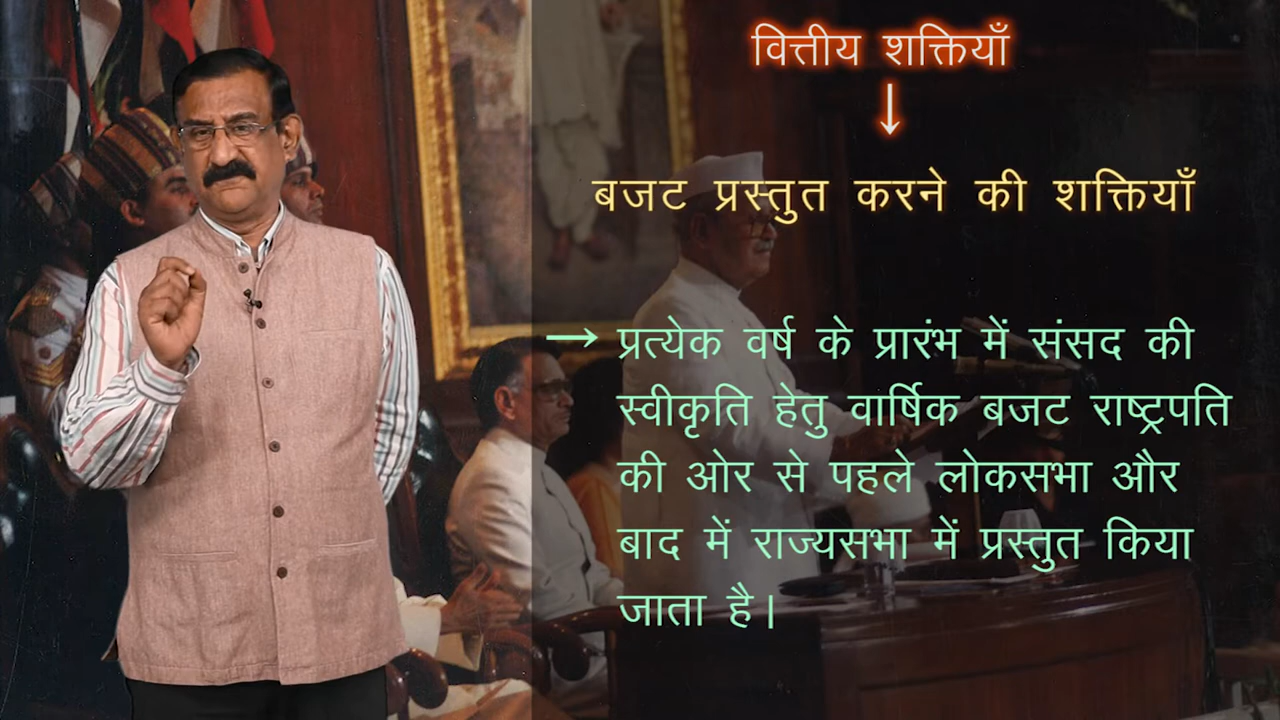 वित्तीय शक्तियाँ
↓
बजट प्रस्तुत करने की शक्तियाँ
→ प्रत्येक वर्ष के प्रारंभ में संसद की
स्वीकृति हेतु वार्षिक बजट राष्ट्रपति
की ओर से पहले लोकसभा और
बाद में राज्यसभा में प्रस्तुत किया
जाता है।